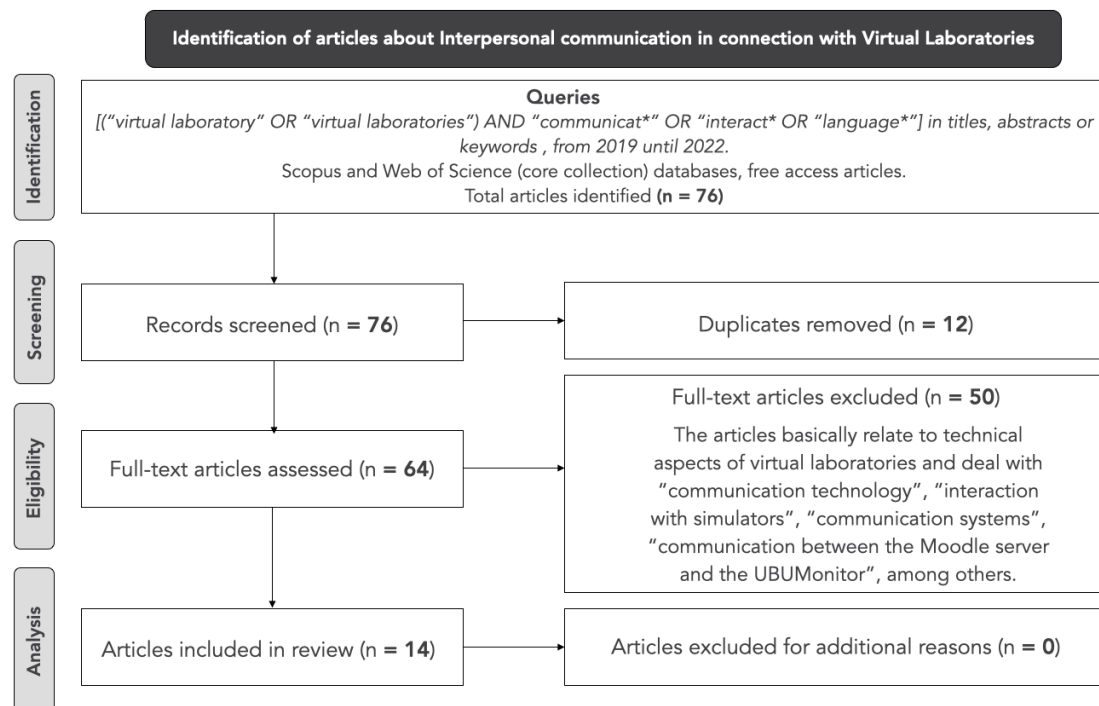 Identification of articles about Interpersonal communication in connection with Virtual Laboratories
Identification
Queries
[(“virtual laboratory” OR “virtual laboratories”) AND “communicat*” OR “interact* OR “language*”] in titles, abstracts or
keywords , from 2019 until 2022.
Scopus and Web of Science (core collection) databases, free access articles.
Total articles identified (n = 76)
Screening
Records screened (n = 76)
Duplicates removed (n = 12)
Eligibility
Full-text articles assessed (n = 64)
Full-text articles excluded (n = 50)
The articles basically relate to technical
aspects of virtual laboratories and deal with
“communication technology”, “interaction
with simulators”, “communication systems”,
“communication between the Moodle server
and the UBUMonitor”, among others.
Analysis
Articles included in review (n = 14)
Articles excluded for additional reasons (n = 0)